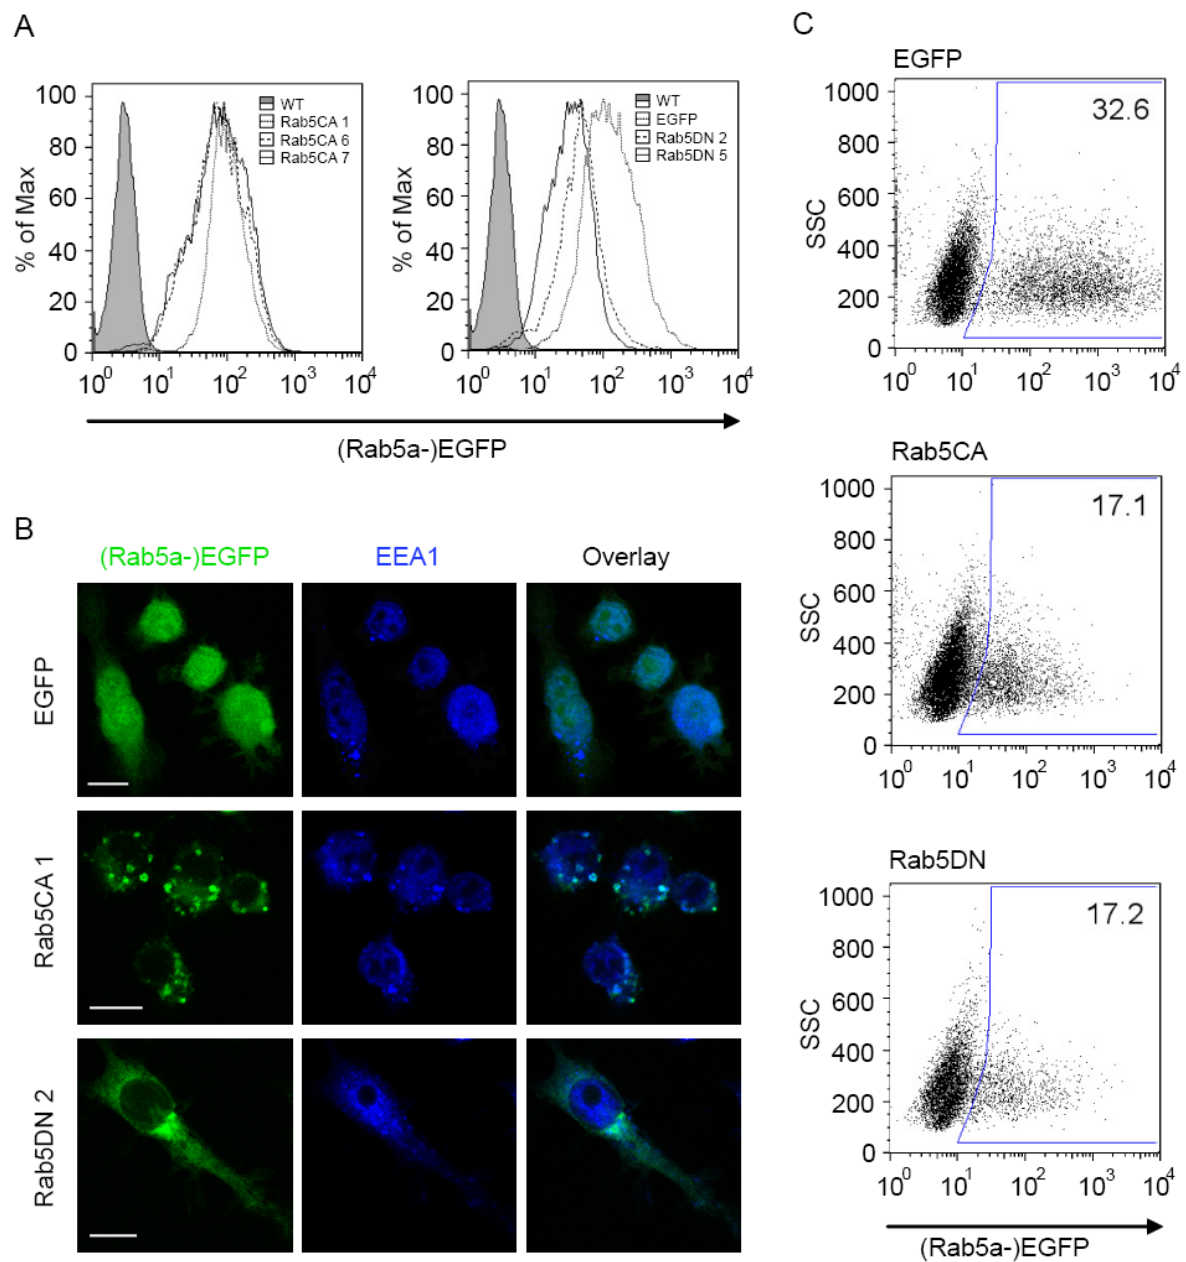 A
100
80
60
40
20
0
% of Max
WT
Rab5CA 1
Rab5CA 6
Rab5CA 7
10^0 10^1 10^2 10^3 10^4
100
80
60
40
20
0
% of Max
WT
EGFP
Rab5DN 2
Rab5DN 5
10^0 10^1 10^2 10^3 10^4
(Rab5a-)EGFP
B
(Rab5a-)EGFP EEA1 Overlay
EGFP
Rab5CA 1
Rab5DN 2
C
EGFP
32.6
1000
800
600
400
200
0
SSC
10^0 10^1 10^2 10^3 10^4
Rab5CA
17.1
1000
800
600
400
200
0
SSC
10^0 10^1 10^2 10^3 10^4
Rab5DN
17.2
1000
800
600
400
200
0
SSC
10^0 10^1 10^2 10^3 10^4
(Rab5a-)EGFP